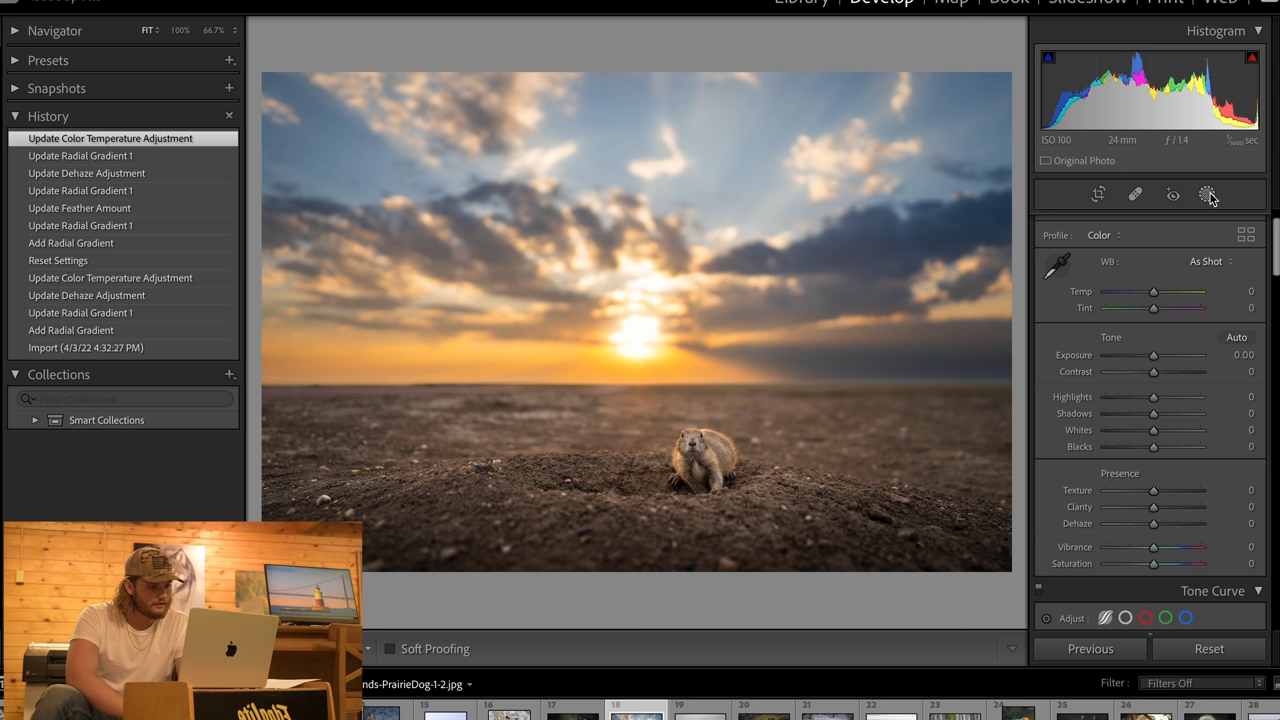 Library Develop Map Book Slideshow Print Web
Navigator FIT 100% 66.7%
Presets
Snapshots
History
Update Color Temperature Adjustment
Update Radial Gradient 1
Update Dehaze Adjustment
Update Radial Gradient 1
Update Feather Amount
Update Radial Gradient 1
Add Radial Gradient
Reset Settings
Update Color Temperature Adjustment
Update Dehaze Adjustment
Update Radial Gradient 1
Add Radial Gradient
Import (4/3/22 4:32:27 PM)
Collections
Filter Collections
Smart Collections
Histogram
ISO 100 24 mm ƒ / 1.4 1/1600 sec
Original Photo
Profile : Color
WB : As Shot
Temp 0
Tint 0
Tone Auto
Exposure 0.00
Contrast 0
Highlights 0
Shadows 0
Whites 0
Blacks 0
Presence
Texture 0
Clarity 0
Dehaze 0
Vibrance 0
Saturation 0
Tone Curve
Adjust :
Previous Reset
Soft Proofing
nds-PrairieDog-1-2.jpg
Filter : Filters Off
15 16 17 18 19 20 21 22 23 24 25 26 27 28